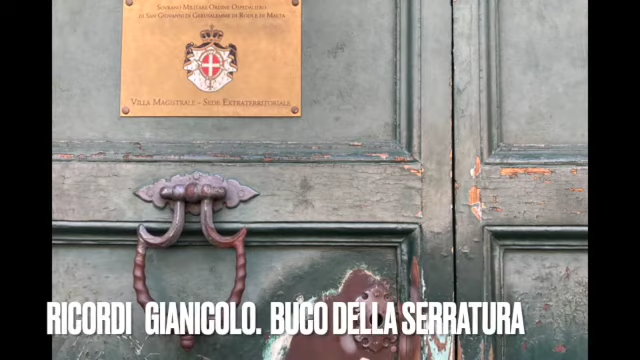 Sovrano Militare Ordine Ospedaliero
di San Giovanni di Gerusalemme di Rodi e di Malta
Villa Magistrale - Sede Extraterritoriale
RICORDI GIANICOLO. BUCO DELLA SERRATURA